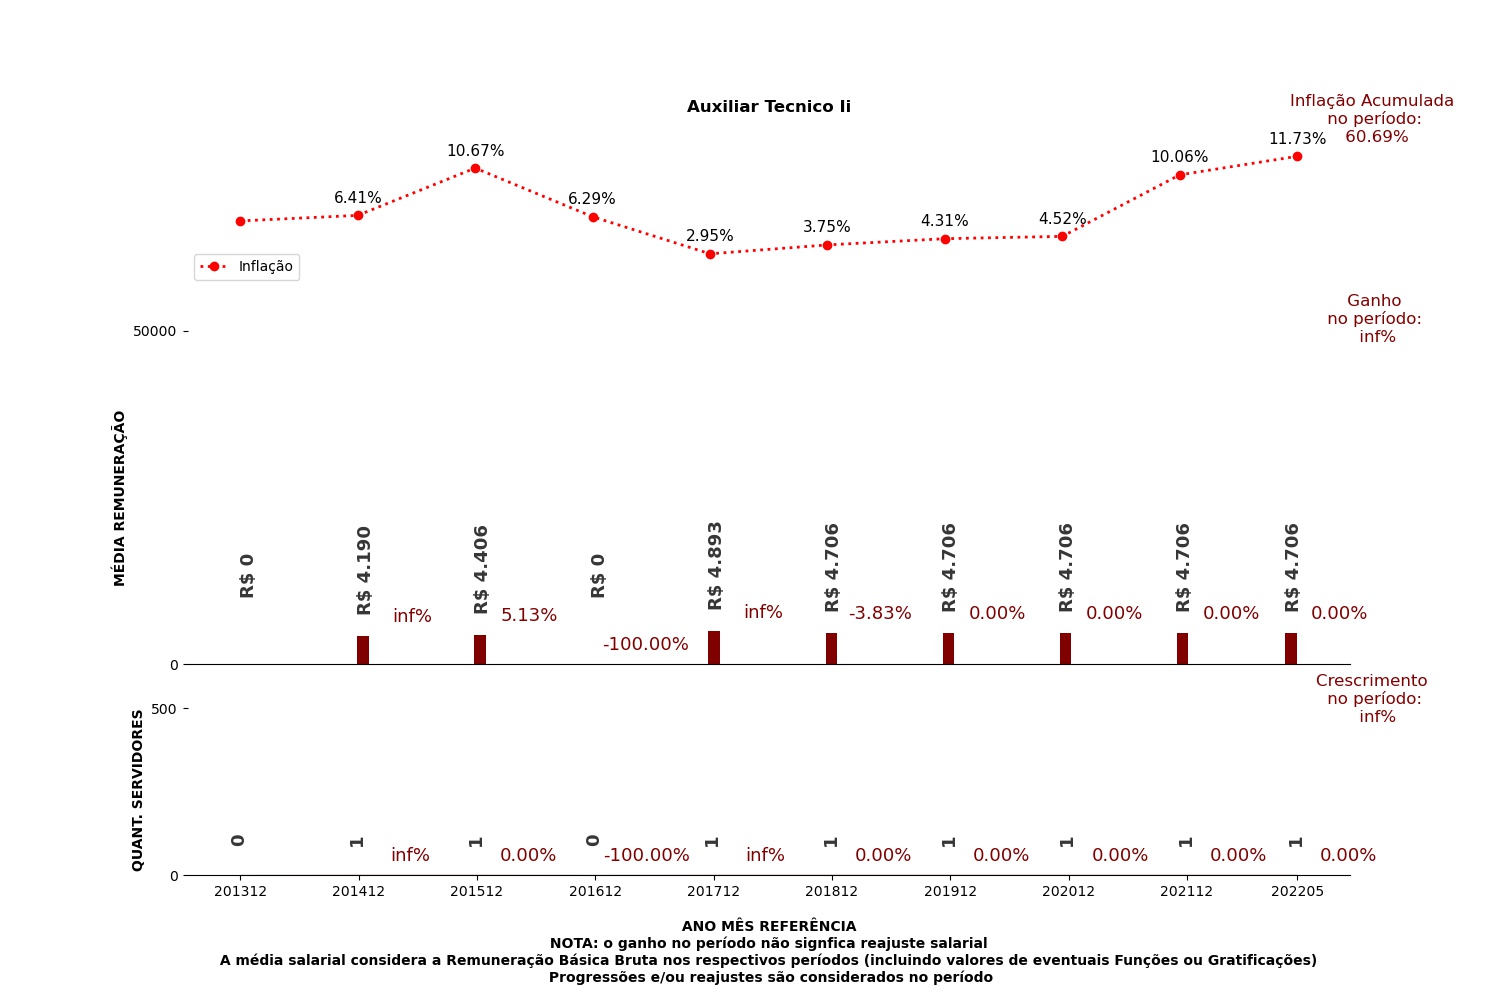 Auxiliar Tecnico Ii
Inflação Acumulada
no período:
60.69%
6.41%
10.67%
6.29%
2.95%
3.75%
4.31%
4.52%
10.06%
11.73%
Inflação
Ganho
no período:
inf%
50000
0
MÉDIA REMUNERAÇÃO
R$ 0
R$ 4.190
R$ 4.406
R$ 0
R$ 4.893
R$ 4.706
R$ 4.706
R$ 4.706
R$ 4.706
R$ 4.706
inf%
5.13%
-100.00%
inf%
-3.83%
0.00%
0.00%
0.00%
0.00%
Crescrimento
no período:
inf%
500
0
QUANT. SERVIDORES
0
1
1
0
1
1
1
1
1
1
inf%
0.00%
-100.00%
inf%
0.00%
0.00%
0.00%
0.00%
0.00%
201312
201412
201512
201612
201712
201812
201912
202012
202112
202205
ANO MÊS REFERÊNCIA
NOTA: o ganho no período não signfica reajuste salarial
A média salarial considera a Remuneração Básica Bruta nos respectivos períodos (incluindo valores de eventuais Funções ou Gratificações)
Progressões e/ou reajustes são considerados no período